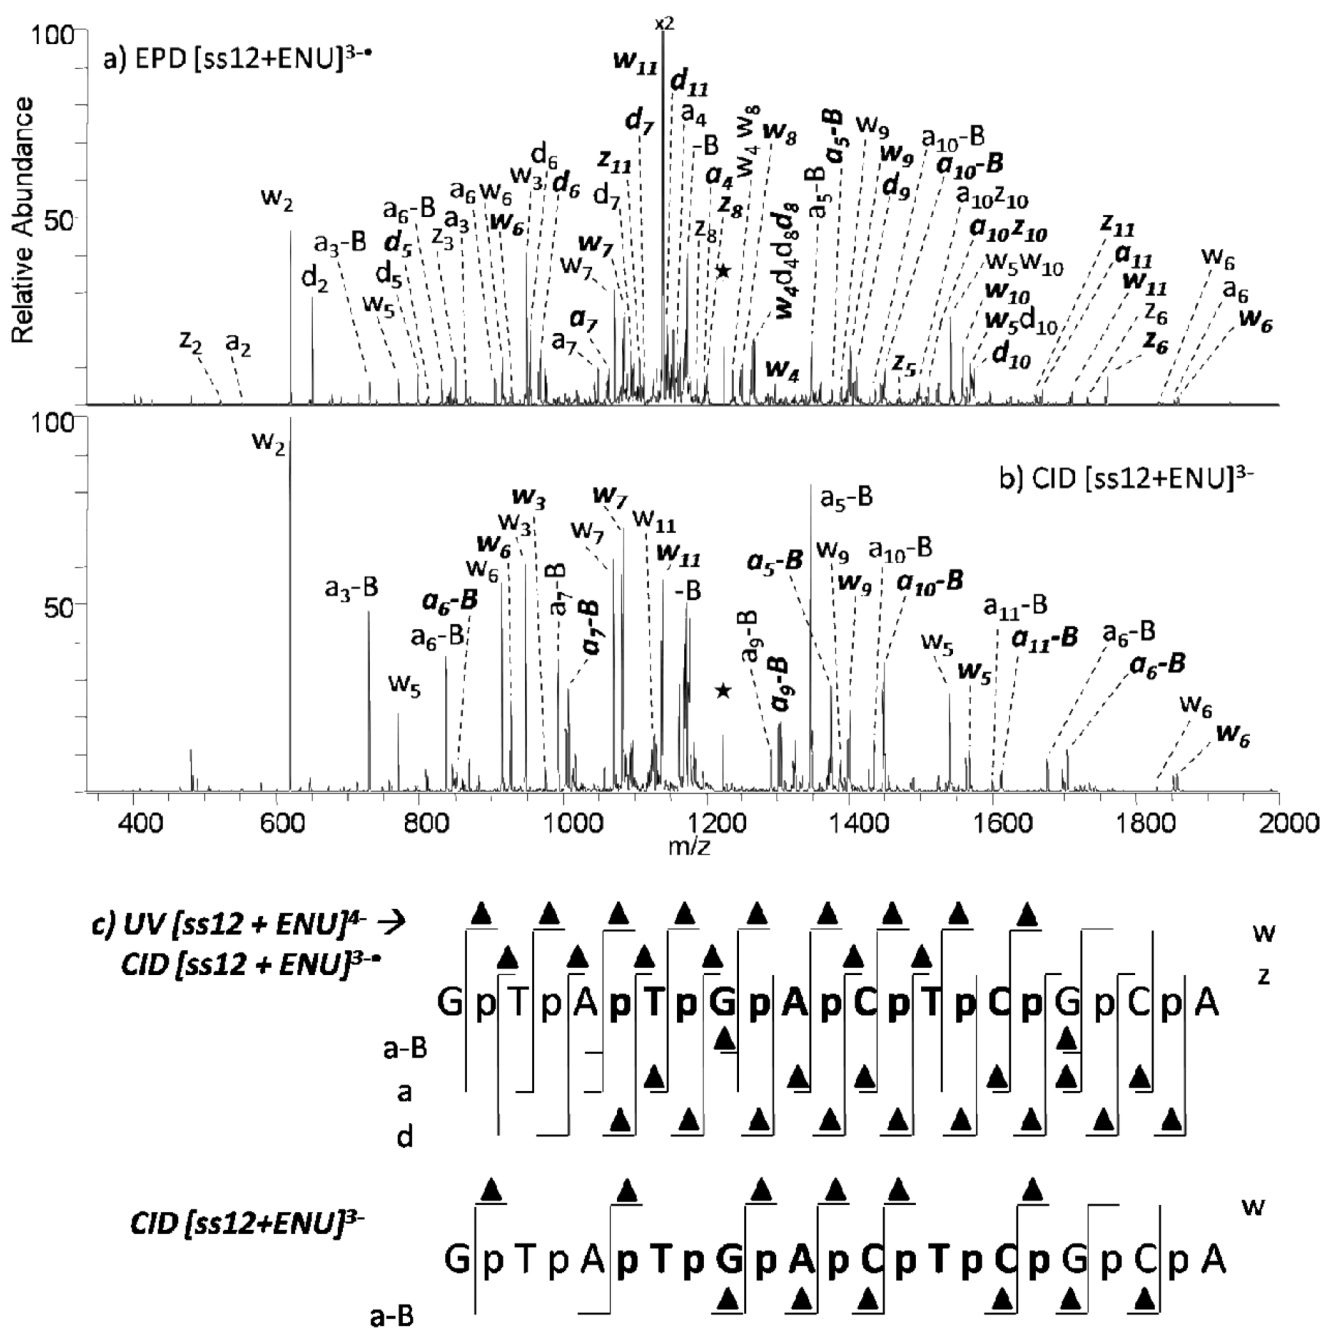 x2
100
a) EPD [ss12+ENU]³⁻•
w₁₁
d₁₁
d₇
a₄
-B
w₄ w₈
w₈
a₅-B
w₉
w₉
d₉
a₁₀-B
a₁₀-B
z₁₁
d₆
w₃
d₆
w₂
a₆
w₆
w₆
d₇
a₄
z₈
z₈
a₅-B
a₁₀z₁₀
a₁₀z₁₀
50
a₃-B
a₆-B
d₅
z₃
a₃
w₇
w₇
w₄d₄d₈d₈
w₅w₁₀
w₁₀
w₅d₁₀
d₁₀
z₁₁
a₁₁
w₁₁
w₆
a₆
w₆
d₂
d₅
w₅
a₇
a₇
z₂
a₂
w₄
z₅
z₆
z₆
Relative Abundance
100
w₂
b) CID [ss12+ENU]³⁻
w₃
w₃
w₇
w₇
w₁₁
w₁₁
-B
a₅-B
w₆
w₆
a₅-B
w₉
w₉
a₁₀-B
a₁₀-B
50
a₃-B
a₆-B
a₆-B
a₇-B
a₇-B
a₉-B
a₉-B
w₅
w₅
w₅
a₁₁-B
a₁₁-B
a₆-B
a₆-B
w₆
w₆
400 600 800 1000 1200 1400 1600 1800 2000
m/z
c) UV [ss12 + ENU]⁴⁻ →
w
CID [ss12 + ENU]³⁻•
z
GpTpApTpGpApCpTpCpGpCpA
a-B
a
d
CID [ss12+ENU]³⁻
w
GpTpApTpGpApCpTpCpGpCpA
a-B